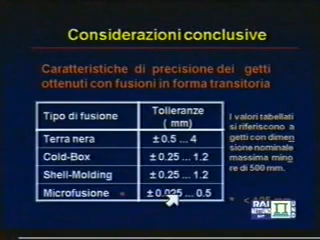 Considerazioni conclusive
Caratteristiche di precisione dei getti
ottenuti con fusioni in forma transitoria
Tipo di fusione
Tolleranze
( mm)
Terra nera
± 0.5 ... 4
Cold-Box
± 0.25 ... 1.2
Shell-Molding
± 0.25 ... 1.2
Microfusione *
± 0.025 ... 0.5
I valori tabellati
si riferiscono a
getti con dimen
sione nominale
massima mino
re di 500 mm.
RAI
NETTUNO